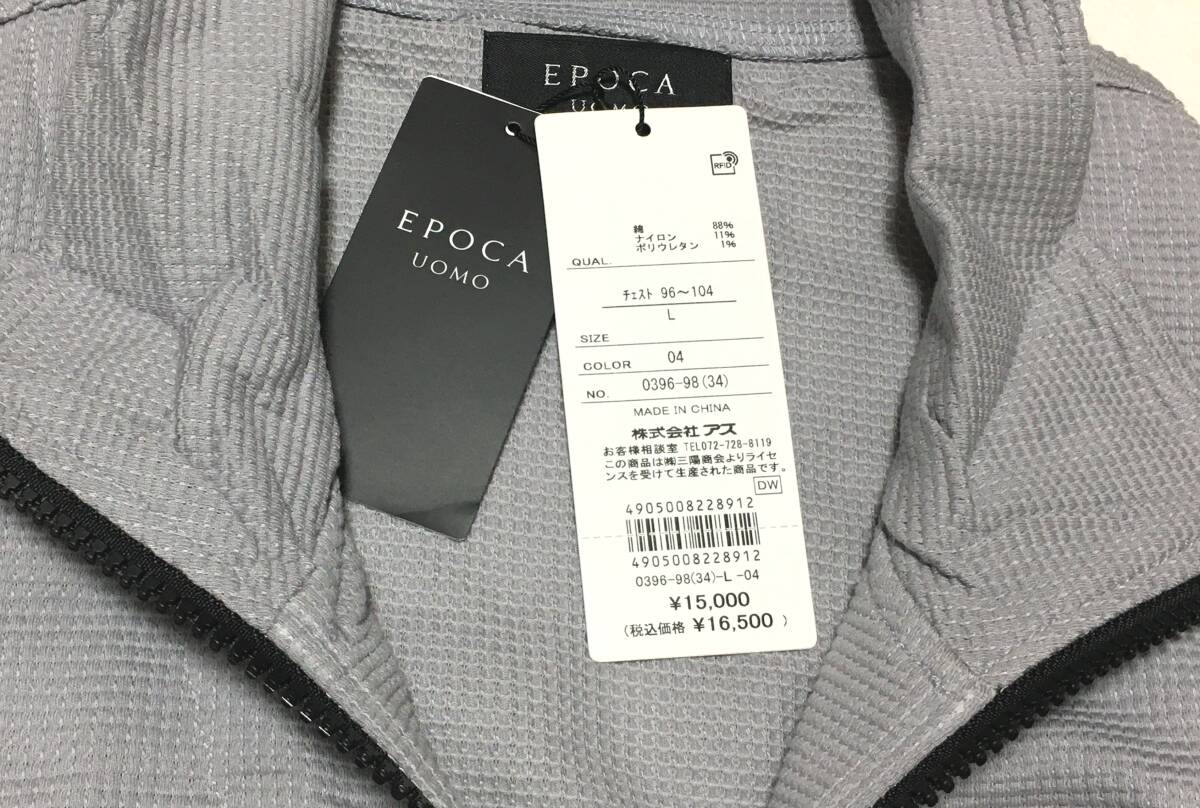 EPOCA
UOMO
EPOCA
UOMO
RFID
綿 88%
ナイロン 11%
ポリウレタン 1%
QUAL.
チェスト 96～104
L
SIZE
COLOR 04
NO. 0396-98(34)
MADE IN CHINA
株式会社 アズ
お客様相談室 TEL072-728-8119
この商品は㈱三陽商会よりライセ
ンスを受けて生産された商品です。
DW
4905008228912
4905008228912
0396-98(34)-L -04
¥15,000
(税込価格 ¥16,500 )